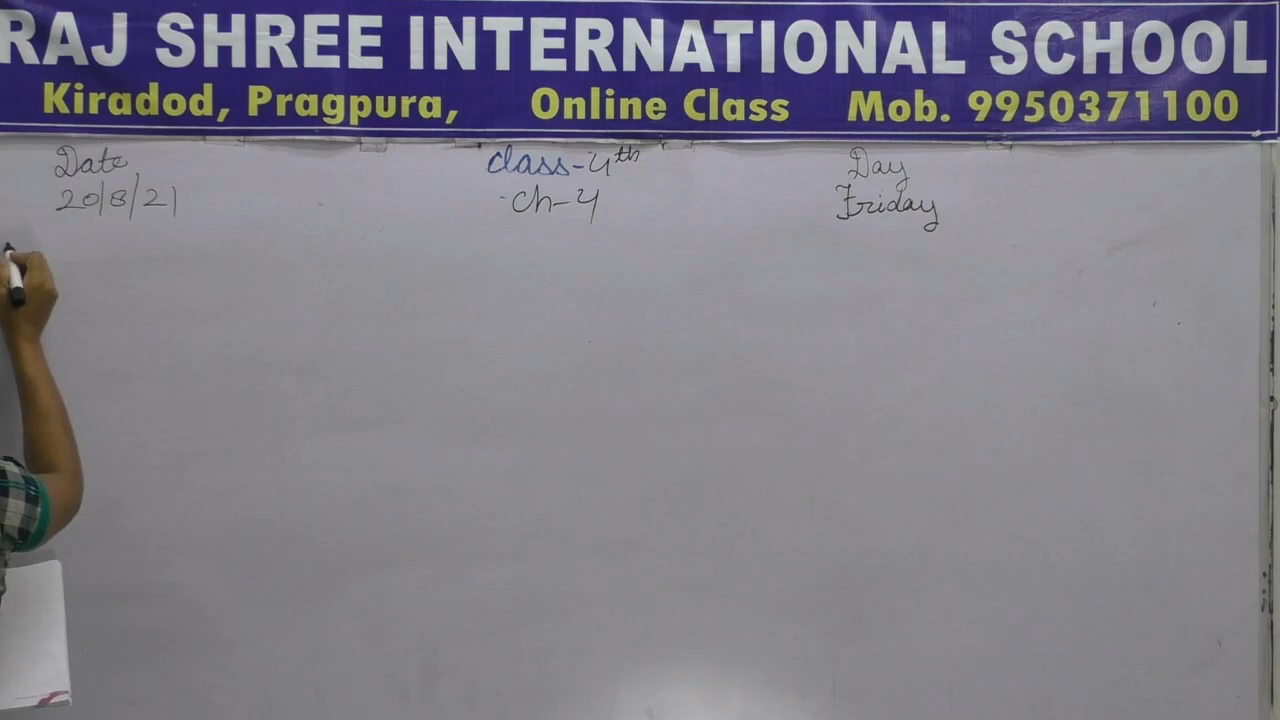 RAJ SHREE INTERNATIONAL SCHOOL
Kiradod, Pragpura, Online Class Mob. 9950371100
Date class-4th Day
20/8/21 Ch-4 Friday